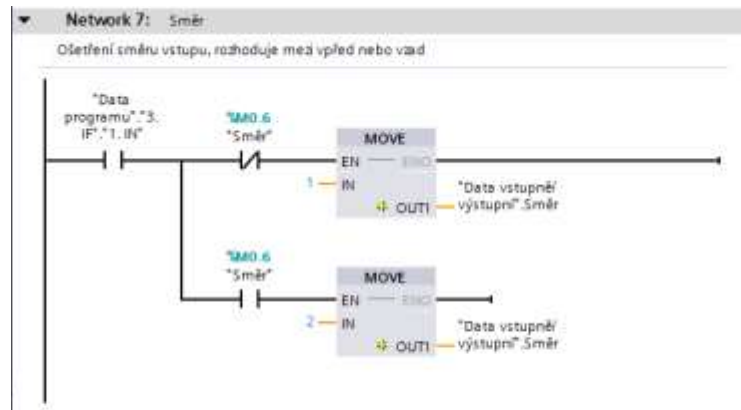 Network 7: Směr
Ošetření směru vstupu, rozhoduje mezi vpřed nebo vzad
"Data
programu"."3.
IF"."1. IN"
%M0.6
"Směr"
MOVE
EN ENO
1 IN
OUT1
"Data vstupně/
výstupní".Směr
%M0.6
"Směr"
MOVE
EN ENO
2 IN
OUT1
"Data vstupně/
výstupní".Směr